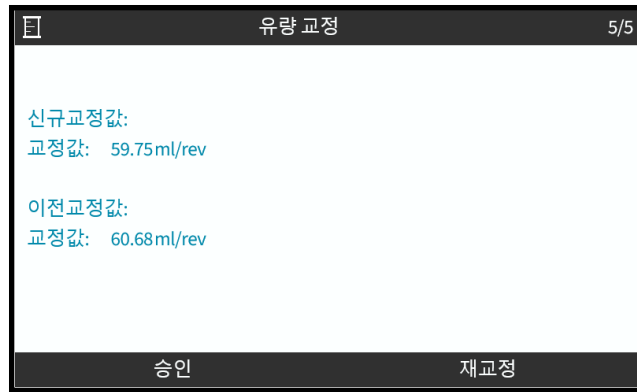 유량 교정 5/5
신규교정값:
교정값: 59.75ml/rev
이전교정값:
교정값: 60.68ml/rev
승인 재교정